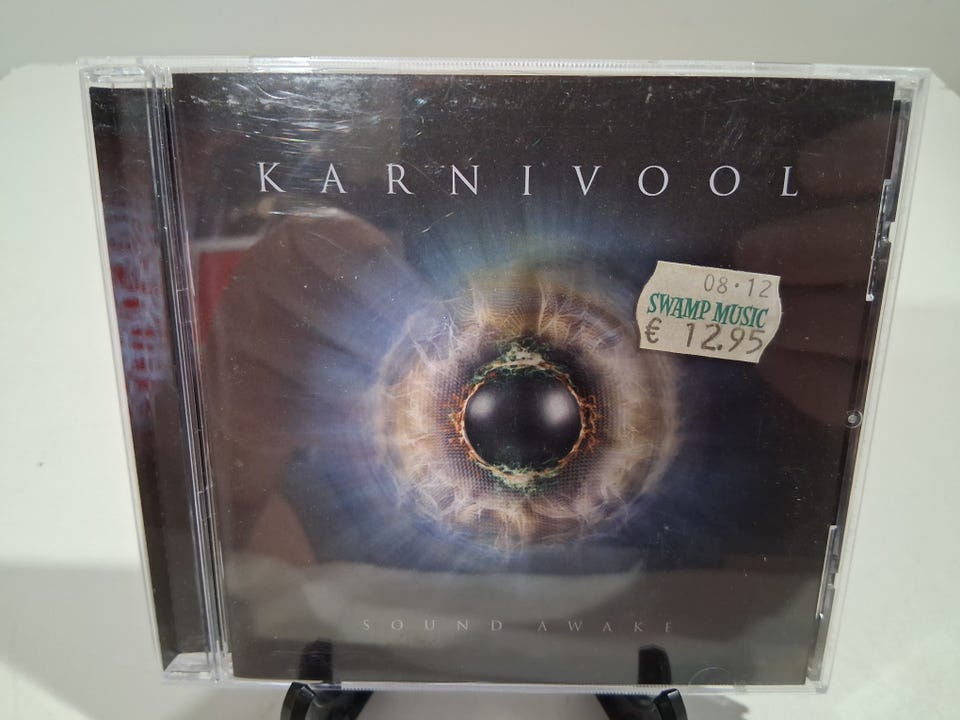 KARNIVOOL
08·12
SWAMP MUSIC
€ 12.95
SOUND AWAKE